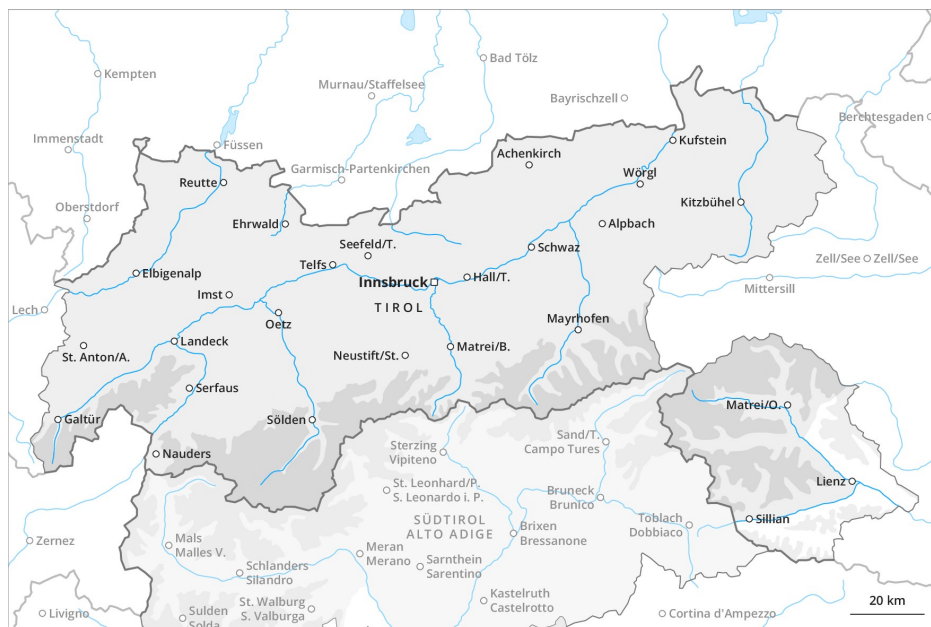 Kempten
Bad Tölz
Murnau/Staffelsee
Bayrischzell
Berchtesgaden
Immenstadt
Füssen
Kufstein
Achenkirch
Garmisch-Partenkirchen
Wörgl
Reutte
Oberstdorf
Kitzbühel
Ehrwald
Alpbach
Seefeld/T.
Schwaz
Telfs
Zell/See
Zell/See
Elbigenalp
Hall/T.
Innsbruck
Mittersill
Imst
TIROL
Lech
Oetz
Mayrhofen
Landeck
Matrei/B.
St. Anton/A.
Neustift/St.
Serfaus
Matrei/O.
Galtür
Sölden
Sand/T.
Campo Tures
Sterzing
Vipiteno
Nauders
Lienz
St. Leonhard/P.
S. Leonardo i. P.
Bruneck
Brunico
SÜDTIROL
ALTO ADIGE
Sillian
Toblach
Dobbiaco
Brixen
Bressanone
Zernez
Mals
Malles V.
Meran
Merano
Sarnthein
Sarentino
Schlanders
Silandro
Kastelruth
Castelrotto
St. Walburg
S. Valburga
20 km
Livigno
Sulden
Solda
Cortina d'Ampezzo